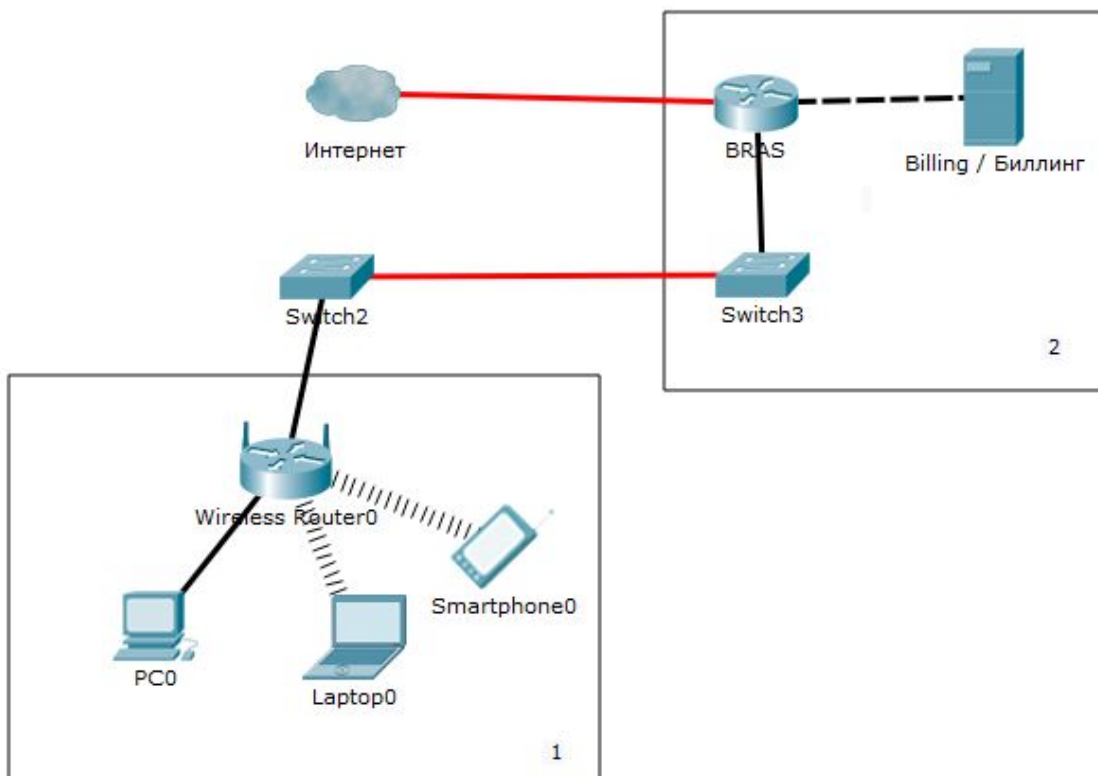 Интернет
BRAS
Billing / Биллинг
Switch2
Switch3
2
Wireless Router0
Smartphone0
PC0
Laptop0
1